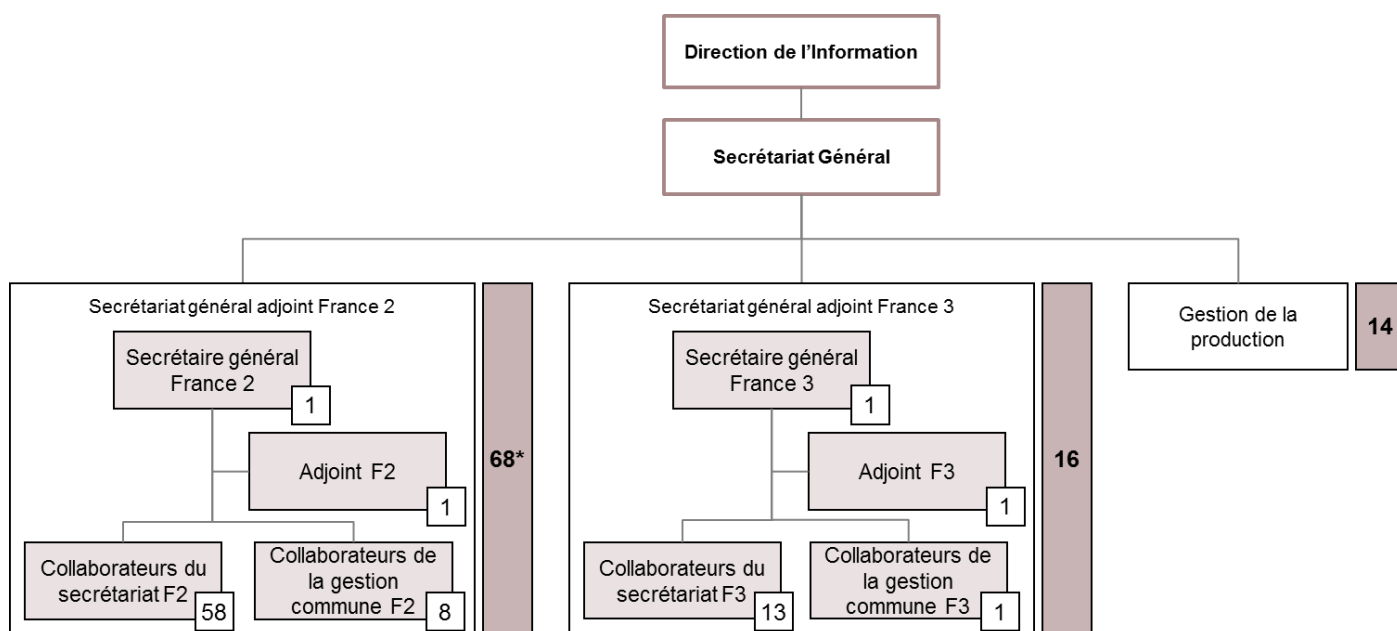 Direction de l’Information
Secrétariat Général
Secrétariat général adjoint France 2
Secrétaire général
France 2
1
Adjoint F2
1
Collaborateurs du
secrétariat F2
58
Collaborateurs de
la gestion
commune F2
8
68*
Secrétariat général adjoint France 3
Secrétaire général
France 3
1
Adjoint F3
1
Collaborateurs du
secrétariat F3
13
Collaborateurs de
la gestion
commune F3
1
16
Gestion de la
production
14